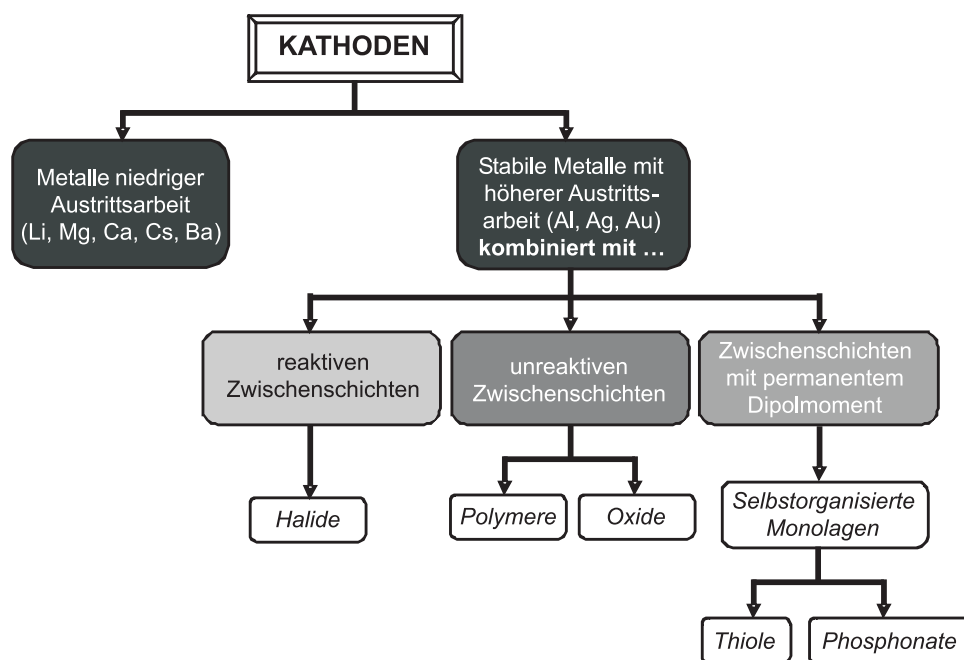 KATHODEN
Metalle niedriger
Austrittsarbeit
(Li, Mg, Ca, Cs, Ba)
Stabile Metalle mit
höherer Austritts-
arbeit (Al, Ag, Au)
kombiniert mit ...
reaktiven
Zwischenschichten
unreaktiven
Zwischenschichten
Zwischenschichten
mit permanentem
Dipolmoment
Halide
Polymere
Oxide
Selbstorganisierte
Monolagen
Thiole
Phosphonate